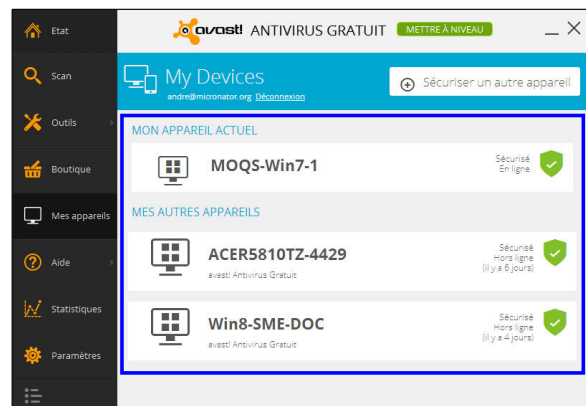 avast! ANTIVIRUS GRATUIT METTRE À NIVEAU
Etat
Scan
Outils
Boutique
Mes appareils
Aide
Statistiques
Paramètres
My Devices
andre@micronator.org Déconnexion
Sécuriser un autre appareil
MON APPAREIL ACTUEL
MOQS-Win7-1
Sécurisé
En ligne
MES AUTRES APPAREILS
ACER5810TZ-4429
avast! Antivirus Gratuit
Sécurisé
Hors ligne
(il y a 6 jours)
Win8-SME-DOC
avast! Antivirus Gratuit
Sécurisé
Hors ligne
(il y a 4 jours)